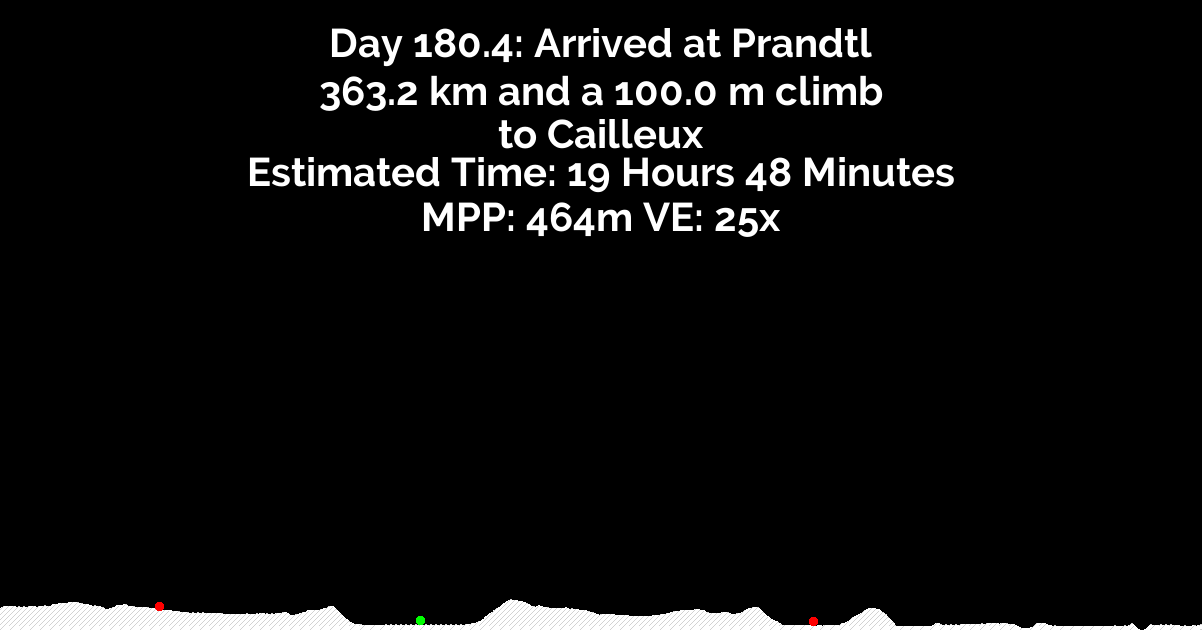 Day 180.4: Arrived at Prandtl
363.2 km and a 100.0 m climb
to Cailleux
Estimated Time: 19 Hours 48 Minutes
MPP: 464m VE: 25x